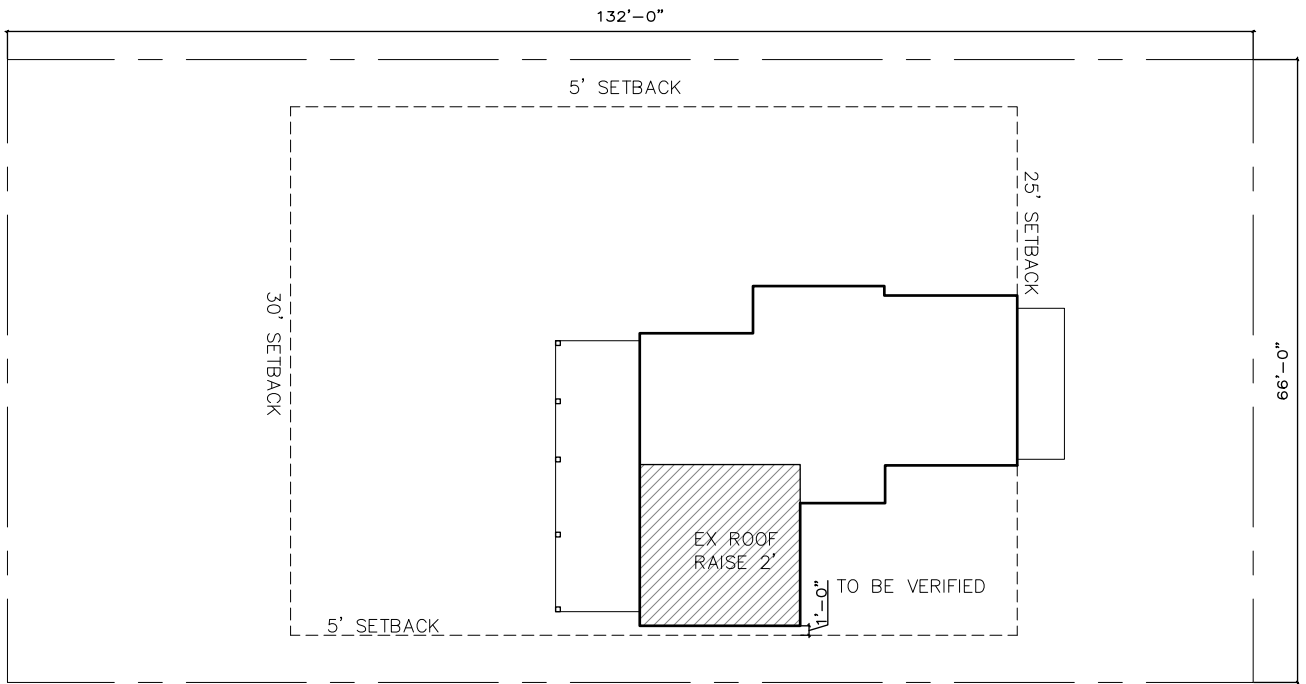 132'-0"
5' SETBACK
25' SETBACK
30' SETBACK
66'-0"
EX ROOF
RAISE 2'
1'-0"
TO BE VERIFIED
5' SETBACK